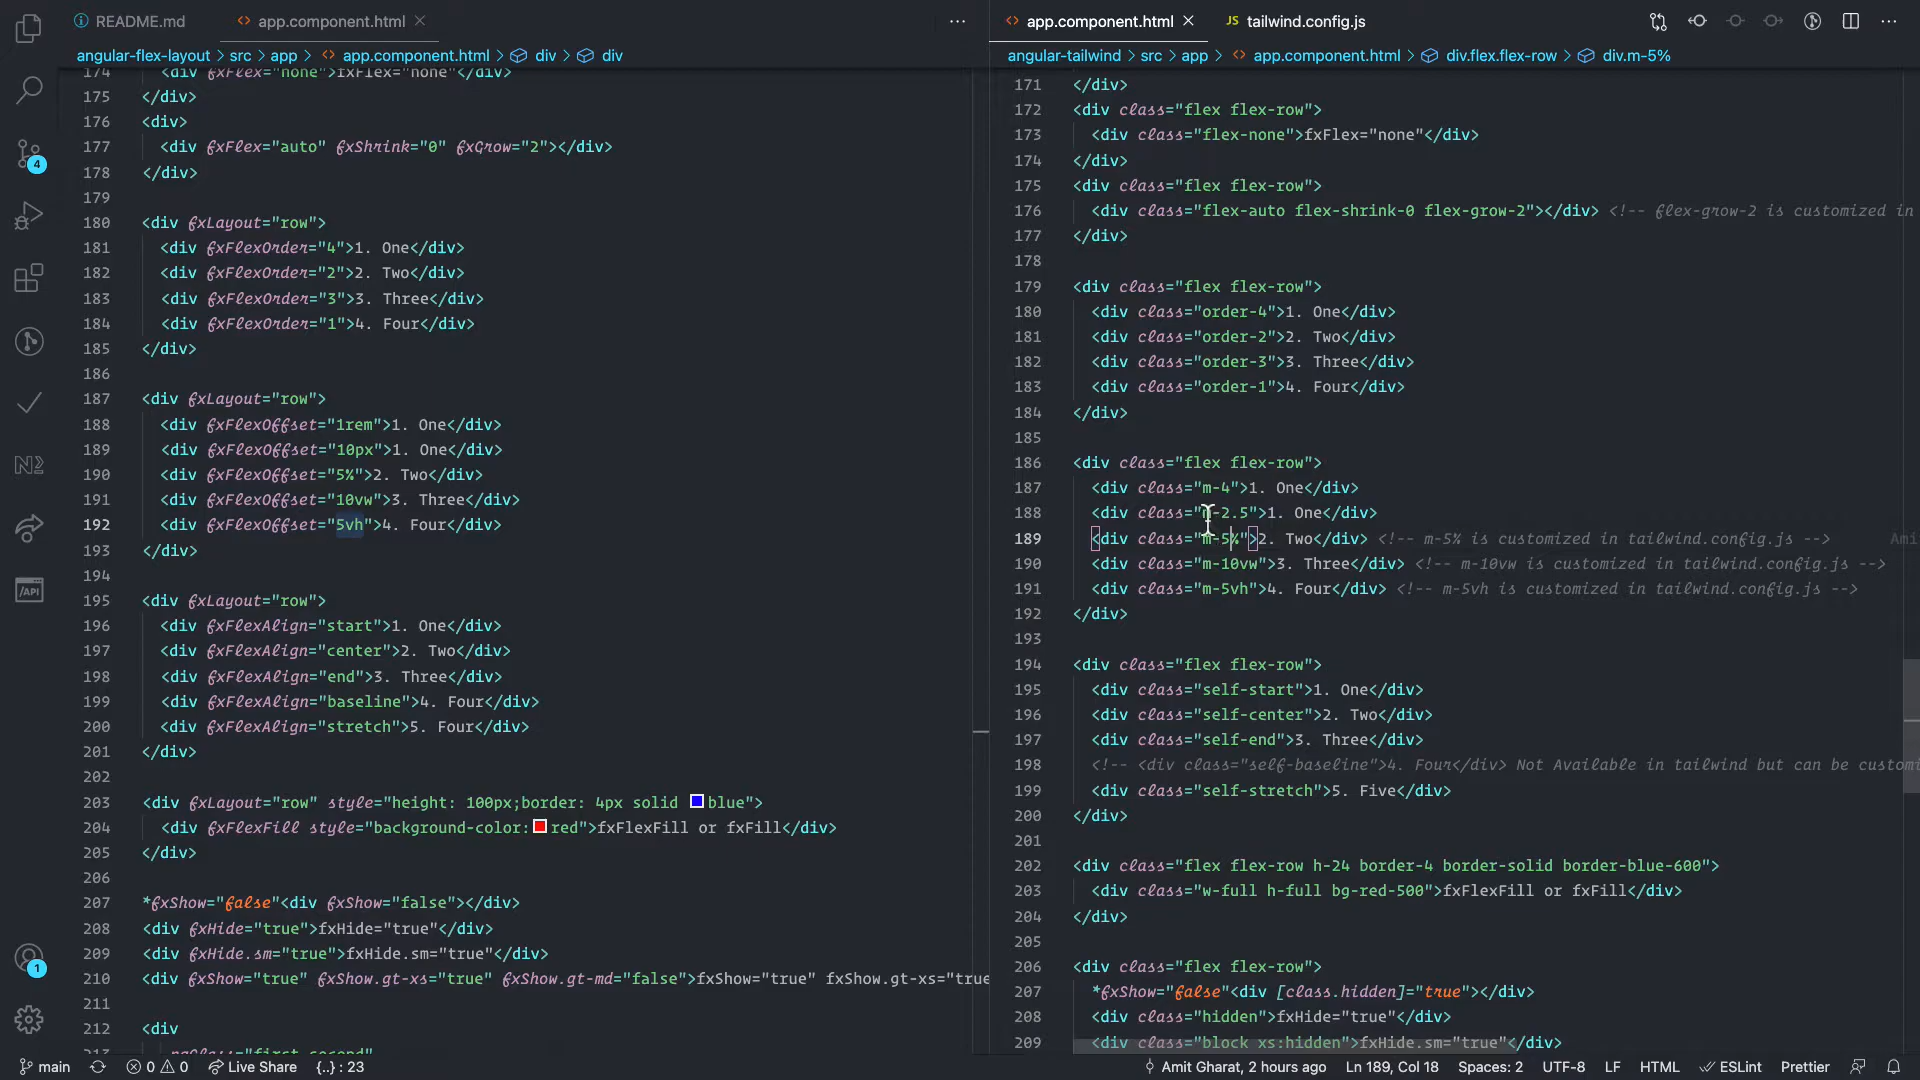 README.md
app.component.html
angular-flex-layout > src > app > app.component.html > div > div
174 <div fxFlex="none">fxFlex="none"</div>
175 </div>
176 <div>
177 <div fxFlex="auto" fxShrink="0" fxGrow="2"></div>
178 </div>
179
180 <div fxLayout="row">
181 <div fxFlexOrder="4">1. One</div>
182 <div fxFlexOrder="2">2. Two</div>
183 <div fxFlexOrder="3">3. Three</div>
184 <div fxFlexOrder="1">4. Four</div>
185 </div>
186
187 <div fxLayout="row">
188 <div fxFlexOffset="1rem">1. One</div>
189 <div fxFlexOffset="10px">1. One</div>
190 <div fxFlexOffset="5%">2. Two</div>
191 <div fxFlexOffset="10vw">3. Three</div>
192 <div fxFlexOffset="5vh">4. Four</div>
193 </div>
194
195 <div fxLayout="row">
196 <div fxFlexAlign="start">1. One</div>
197 <div fxFlexAlign="center">2. Two</div>
198 <div fxFlexAlign="end">3. Three</div>
199 <div fxFlexAlign="baseline">4. Four</div>
200 <div fxFlexAlign="stretch">5. Four</div>
201 </div>
202
203 <div fxLayout="row" style="height: 100px;border: 4px solid blue">
204 <div fxFlexFill style="background-color: red">fxFlexFill or fxFill</div>
205 </div>
206
207 *fxShow="false"<div fxShow="false"></div>
208 <div fxHide="true">fxHide="true"</div>
209 <div fxHide.sm="true">fxHide.sm="true"</div>
210 <div fxShow="true" fxShow.gt-xs="true" fxShow.gt-md="false">fxShow="true" fxShow.gt-xs="true
211
212 <div
213 ngClass="first second"
app.component.html
JS tailwind.config.js
angular-tailwind > src > app > app.component.html > div.flex.flex-row > div.m-5%
171 </div>
172 <div class="flex flex-row">
173 <div class="flex-none">fxFlex="none"</div>
174 </div>
175 <div class="flex flex-row">
176 <div class="flex-auto flex-shrink-0 flex-grow-2"></div> <!-- flex-grow-2 is customized in
177 </div>
178
179 <div class="flex flex-row">
180 <div class="order-4">1. One</div>
181 <div class="order-2">2. Two</div>
182 <div class="order-3">3. Three</div>
183 <div class="order-1">4. Four</div>
184 </div>
185
186 <div class="flex flex-row">
187 <div class="m-4">1. One</div>
188 <div class="m-2.5">1. One</div>
189 <div class="m-5%">2. Two</div> <!-- m-5% is customized in tailwind.config.js --> Ami
190 <div class="m-10vw">3. Three</div> <!-- m-10vw is customized in tailwind.config.js -->
191 <div class="m-5vh">4. Four</div> <!-- m-5vh is customized in tailwind.config.js -->
192 </div>
193
194 <div class="flex flex-row">
195 <div class="self-start">1. One</div>
196 <div class="self-center">2. Two</div>
197 <div class="self-end">3. Three</div>
198 <!-- <div class="self-baseline">4. Four</div> Not Available in tailwind but can be customi
199 <div class="self-stretch">5. Five</div>
200 </div>
201
202 <div class="flex flex-row h-24 border-4 border-solid border-blue-600">
203 <div class="w-full h-full bg-red-500">fxFlexFill or fxFill</div>
204 </div>
205
206 <div class="flex flex-row">
207 *fxShow="false"<div [class.hidden]="true"></div>
208 <div class="hidden">fxHide="true"</div>
209 <div class="block xs:hidden">fxHide.sm="true"</div>
4
N2
/API
1
main 0 0 Live Share {..} : 23 Amit Gharat, 2 hours ago Ln 189, Col 18 Spaces: 2 UTF-8 LF HTML ESLint Prettier